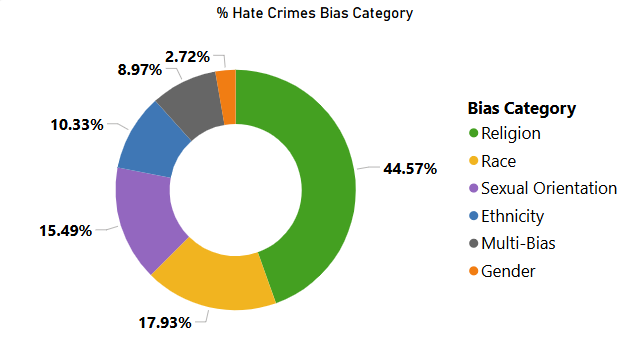 % Hate Crimes Bias Category
2.72%
8.97%
10.33%
15.49%
17.93%
44.57%
Bias Category
Religion
Race
Sexual Orientation
Ethnicity
Multi-Bias
Gender